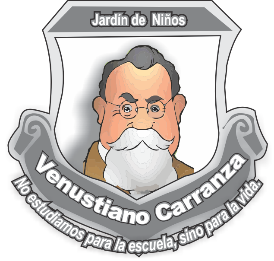 Jardín de Niños
Venustiano Carranza
No estudiamos para la escuela, sino para la vida.